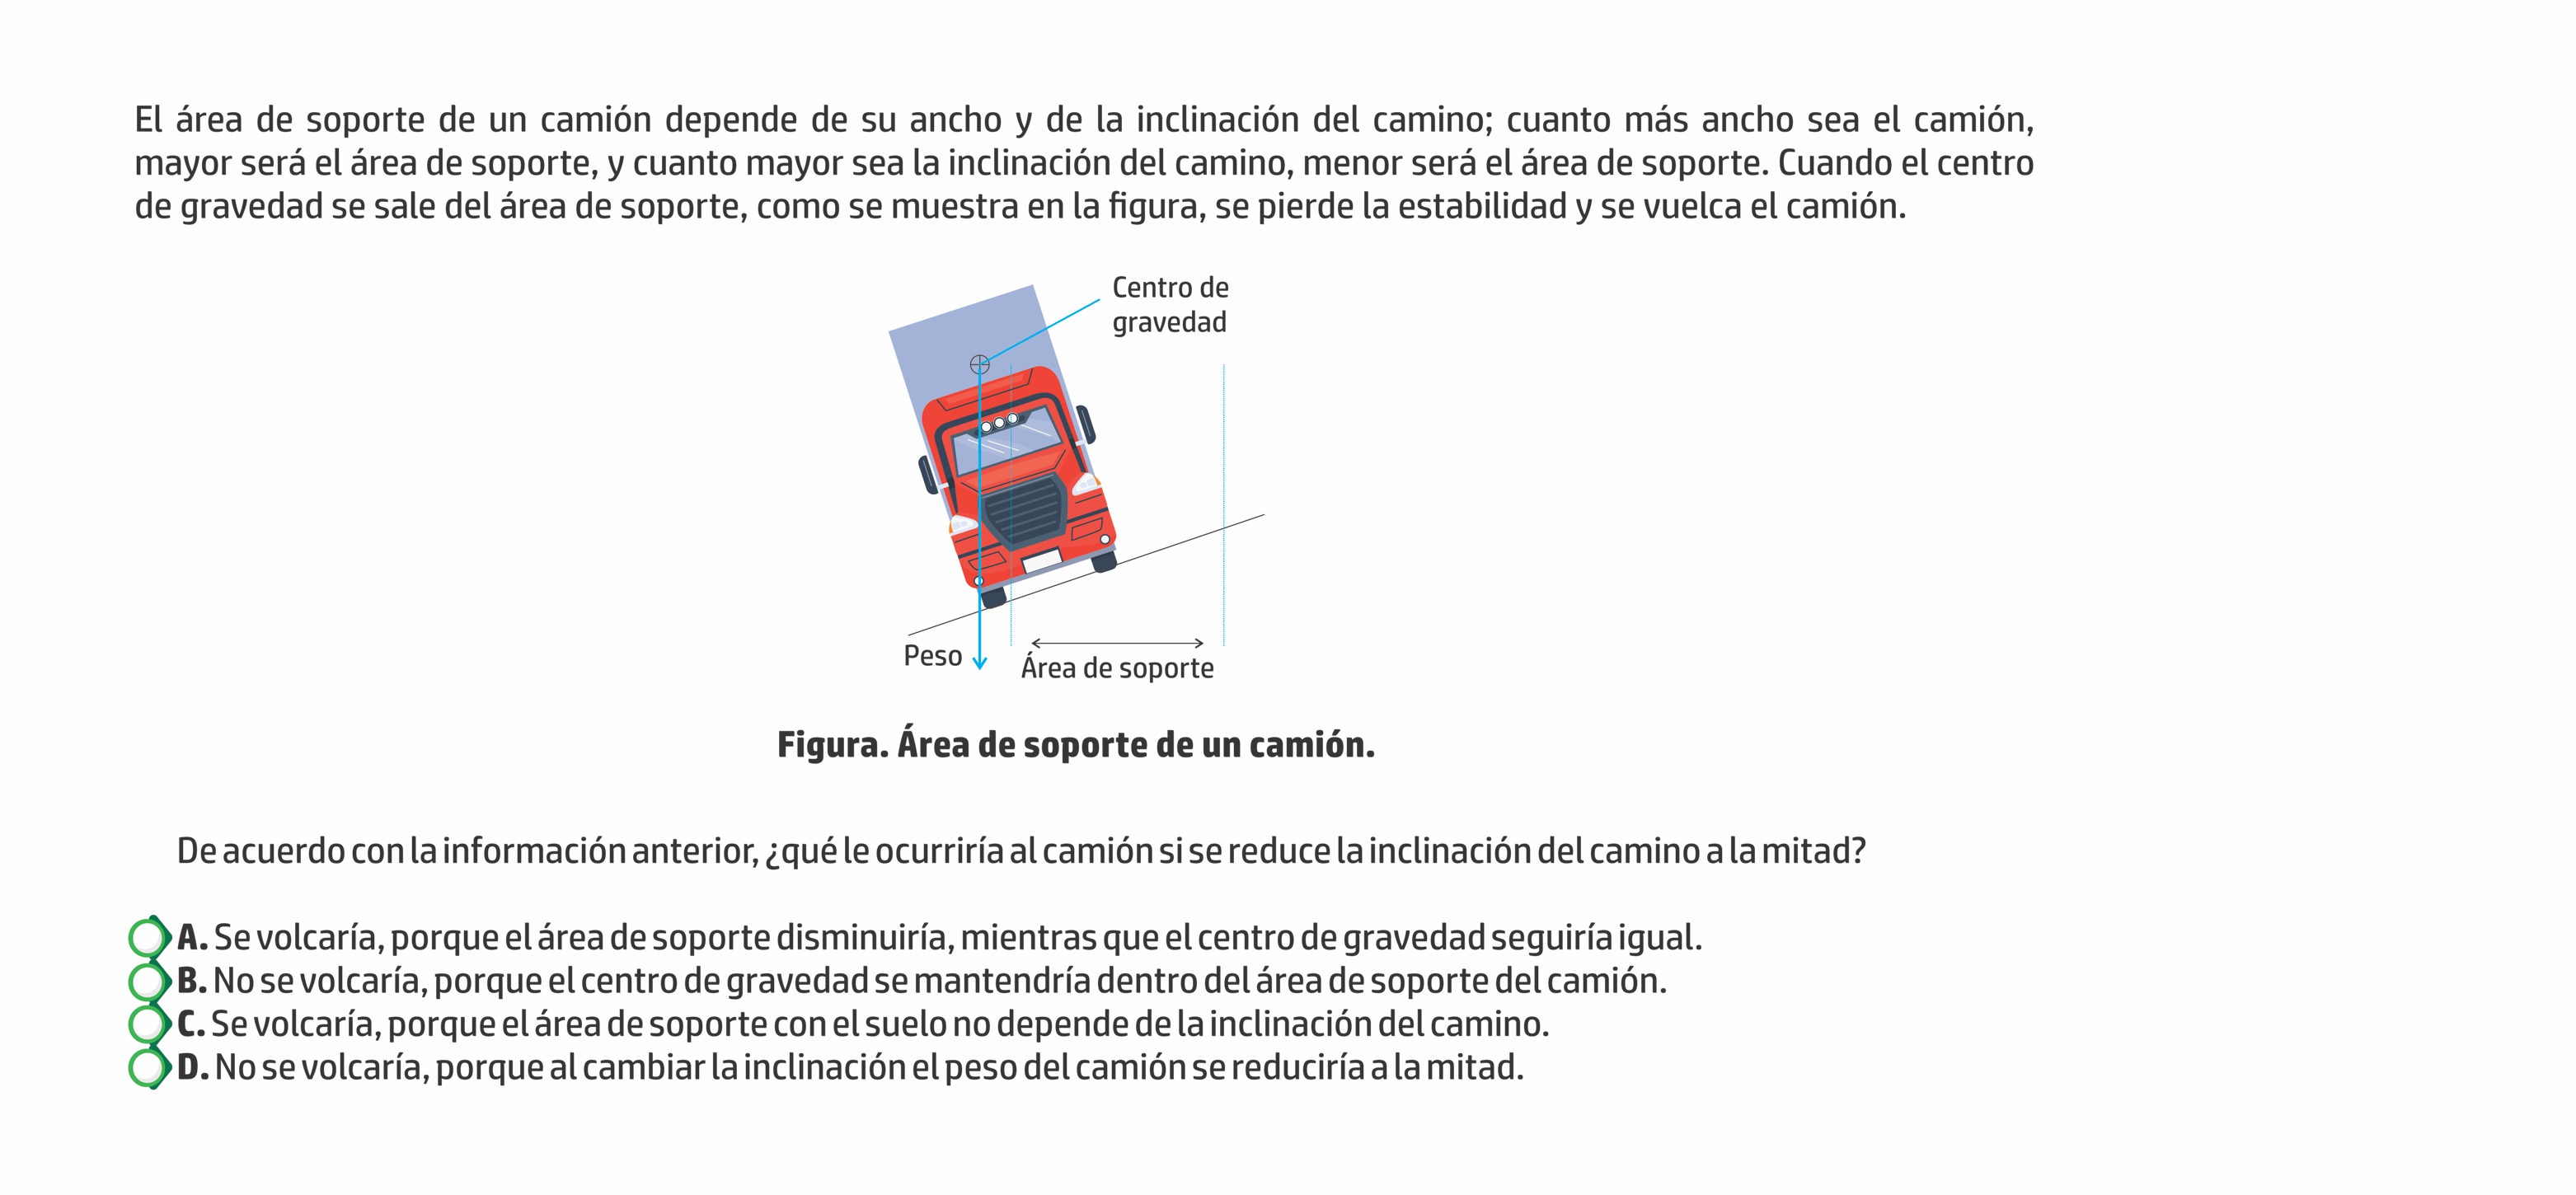 El área de soporte de un camión depende de su ancho y de la inclinación del camino; cuanto más ancho sea el camión,
mayor será el área de soporte, y cuanto mayor sea la inclinación del camino, menor será el área de soporte. Cuando el centro
de gravedad se sale del área de soporte, como se muestra en la figura, se pierde la estabilidad y se vuelca el camión.
Centro de
gravedad
Peso
Área de soporte
Figura. Área de soporte de un camión.
De acuerdo con la información anterior, ¿qué le ocurriría al camión si se reduce la inclinación del camino a la mitad?
A. Se volcaría, porque el área de soporte disminuiría, mientras que el centro de gravedad seguiría igual.
B. No se volcaría, porque el centro de gravedad se mantendría dentro del área de soporte del camión.
C. Se volcaría, porque el área de soporte con el suelo no depende de la inclinación del camino.
D. No se volcaría, porque al cambiar la inclinación el peso del camión se reduciría a la mitad.